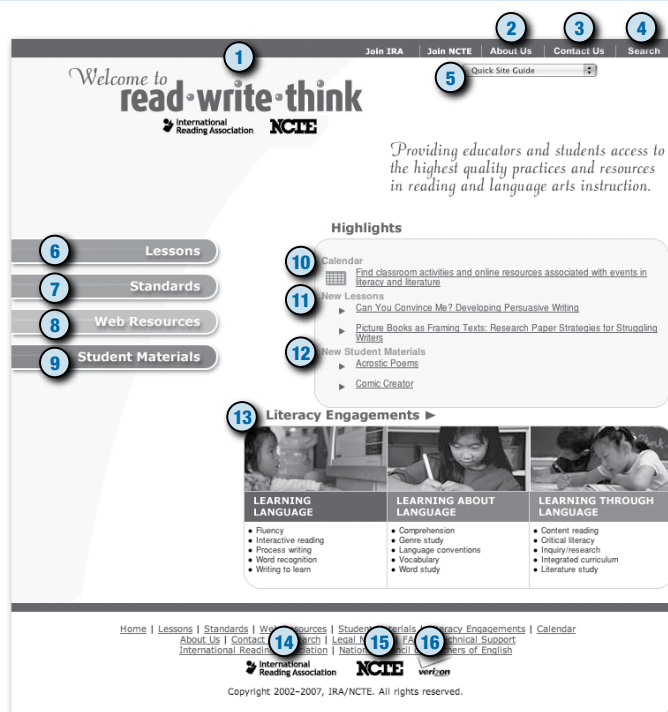 2 3 4
1
Join IRA | Join NCTE | About Us | Contact Us | Search
5 Quick Site Guide
Welcome to
read·write·think
International
Reading Association
NCTE
Providing educators and students access to
the highest quality practices and resources
in reading and language arts instruction.
Highlights
6 Lessons
7 Standards
8 Web Resources
9 Student Materials
10 Calendar
Find classroom activities and online resources associated with events in
literacy and literature
11 New Lessons
Can You Convince Me? Developing Persuasive Writing
Picture Books as Framing Texts: Research Paper Strategies for Struggling
Writers
12 New Student Materials
Acrostic Poems
Comic Creator
13 Literacy Engagements
LEARNING
LANGUAGE
• Fluency
• Interactive reading
• Process writing
• Word recognition
• Writing to learn
LEARNING ABOUT
LANGUAGE
• Comprehension
• Genre study
• Language conventions
• Vocabulary
• Word study
LEARNING THROUGH
LANGUAGE
• Content reading
• Critical literacy
• Inquiry/research
• Integrated curriculum
• Literature study
Home | Lessons | Standards | Web | Student | Literacy Engagements | Calendar
About Us | Contact | Legal | Technical Support
International | of English
14 15 16
International
Reading Association
NCTE
verizon
Copyright 2002–2007, IRA/NCTE. All rights reserved.